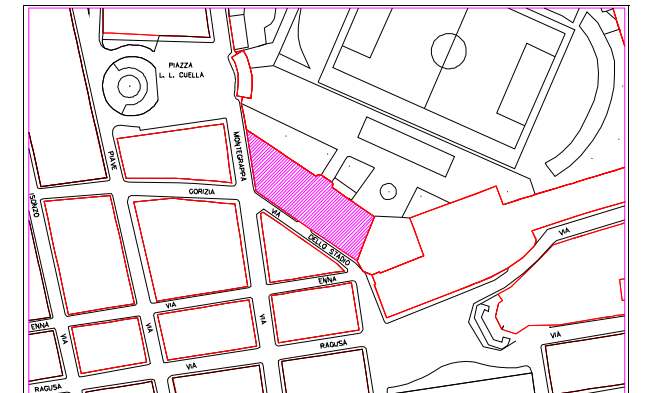 PIAZZA
L. L. CUELLA
MONTEGRAPPA
PIAVE
GORIZIA
ISONZO
VIA
DELLO STADIO
VIA
ENNA
VIA
ENNA
VIA
VIA
VIA
VIA
RAGUSA
VIA
VIA
RAGUSA